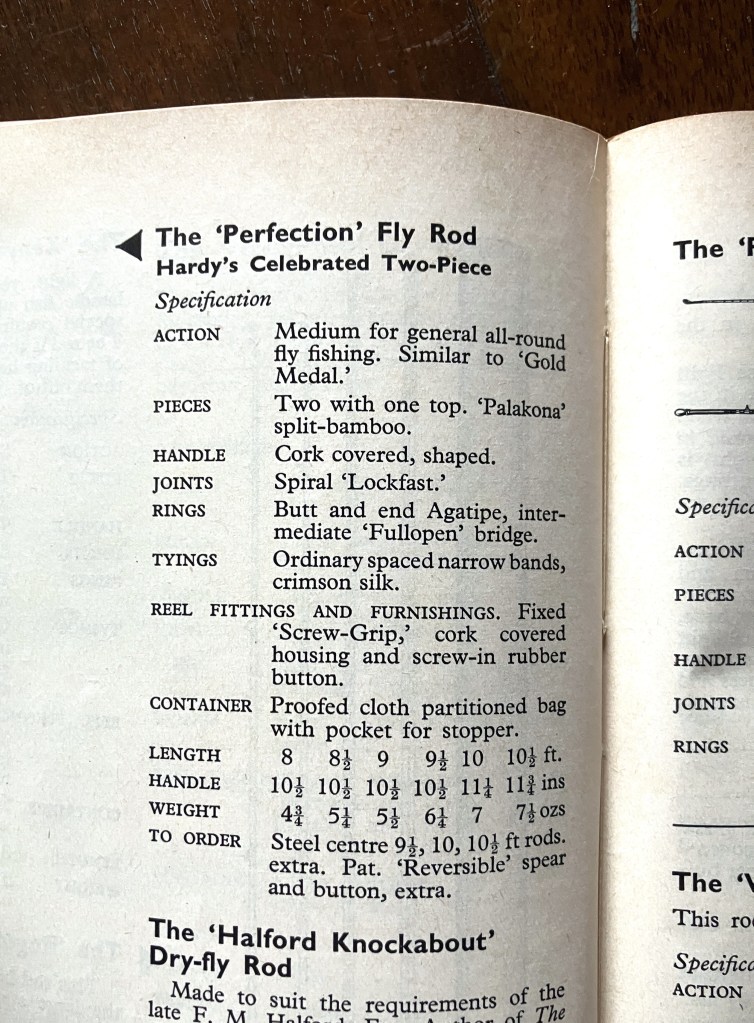 The ‘Perfection’ Fly Rod
Hardy’s Celebrated Two-Piece
Specification
ACTION Medium for general all-round
fly fishing. Similar to ‘Gold
Medal.’
PIECES Two with one top. ‘Palakona’
split-bamboo.
HANDLE Cork covered, shaped.
JOINTS Spiral ‘Lockfast.’
RINGS Butt and end Agatipe, inter-
mediate ‘Fullopen’ bridge.
TYINGS Ordinary spaced narrow bands,
crimson silk.
REEL FITTINGS AND FURNISHINGS. Fixed
‘Screw-Grip,’ cork covered
housing and screw-in rubber
button.
CONTAINER Proofed cloth partitioned bag
with pocket for stopper.
LENGTH 8 8½ 9 9½ 10 10½ ft.
HANDLE 10½ 10½ 10½ 10½ 11¼ 11¾ ins
WEIGHT 4¾ 5¼ 5½ 6¼ 7 7½ ozs
TO ORDER Steel centre 9½, 10, 10½ ft rods.
extra. Pat. ‘Reversible’ spear
and button, extra.
The ‘Halford Knockabout’
Dry-fly Rod
Made to suit the requirements of the
late F. M. Halford Author of The
The
ACTION
PIECES
HANDLE
JOINTS
RINGS
The
This
ACTION